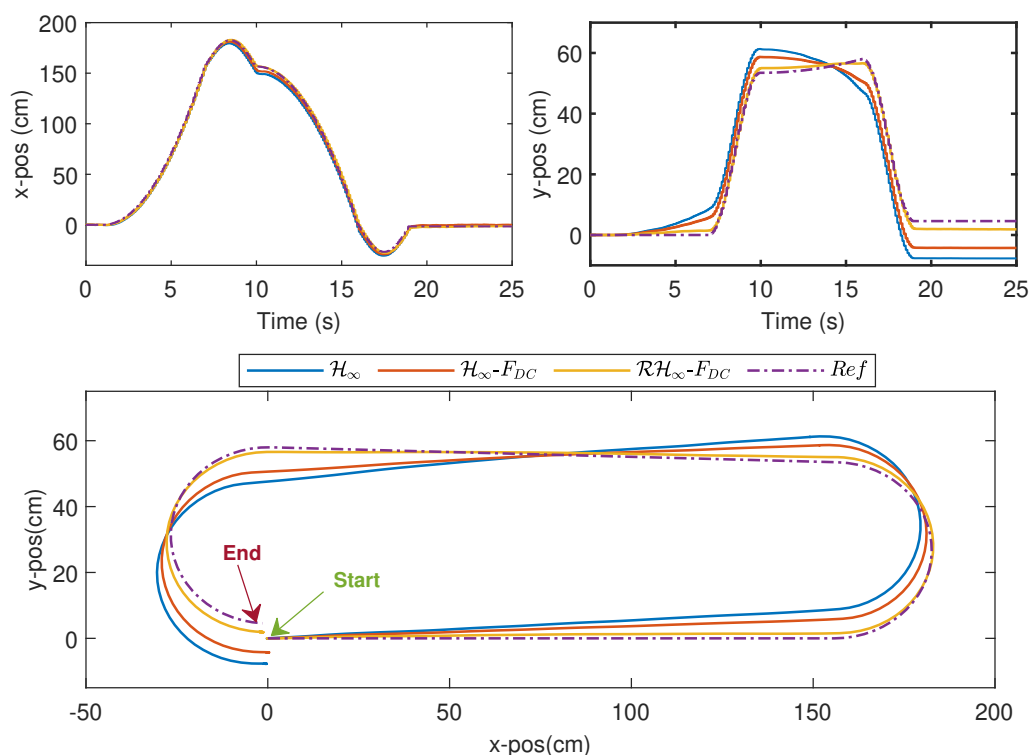 200
150
100
50
0
x-pos (cm)
0 5 10 15 20 25
Time (s)
60
40
20
0
y-pos (cm)
0 5 10 15 20 25
Time (s)
ℋ∞ ℋ∞-F_DC ℛℋ∞-F_DC Ref
60
40
20
0
y-pos(cm)
End
Start
-50 0 50 100 150 200
x-pos(cm)